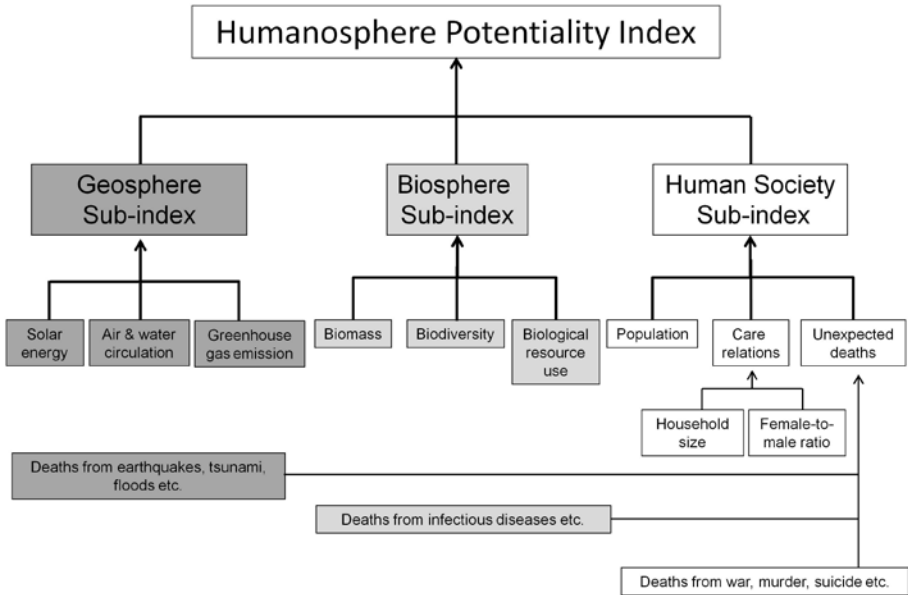 Humanosphere Potentiality Index
Geosphere
Sub-index
Biosphere
Sub-index
Human Society
Sub-index
Solar
energy
Air & water
circulation
Greenhouse
gas emission
Biomass
Biodiversity
Biological
resource
use
Population
Care
relations
Unexpected
deaths
Household
size
Female-to-
male ratio
Deaths from earthquakes, tsunami,
floods etc.
Deaths from infectious diseases etc.
Deaths from war, murder, suicide etc.